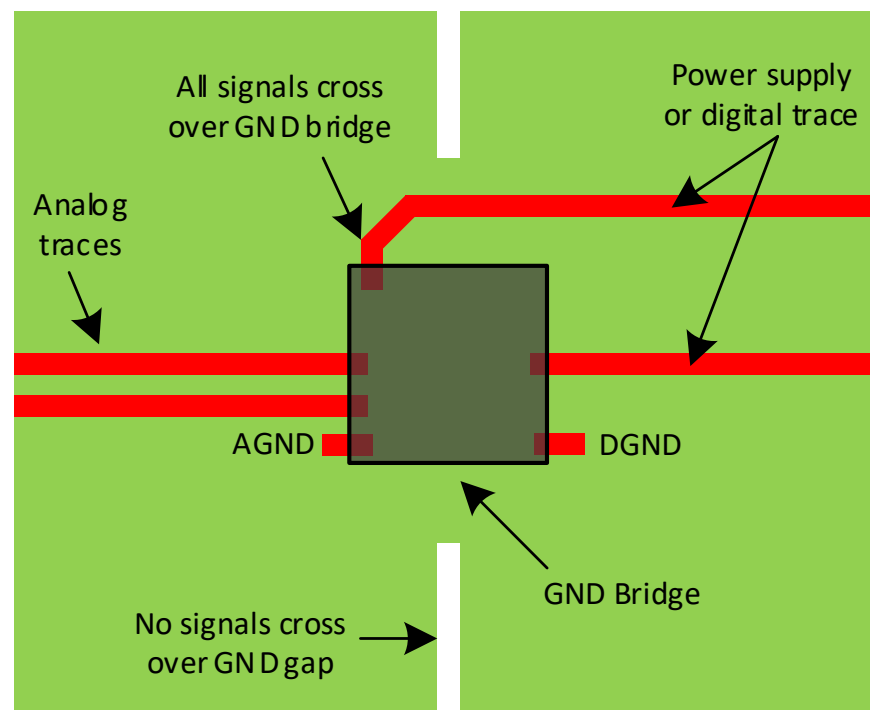 All signals cross
over GND bridge
Power supply
or digital trace
Analog
traces
AGND
DGND
GND Bridge
No signals cross
over GND gap